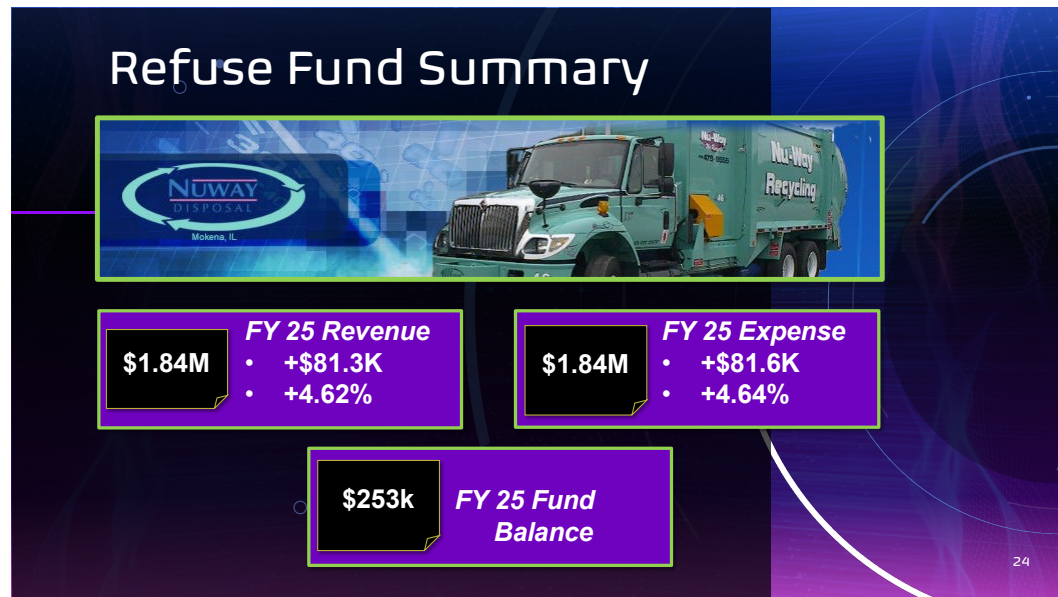 Refuse Fund Summary
NUWAY
DISPOSAL
Mokena, IL
Nu-Way
Recycling
46
$1.84M
FY 25 Revenue
• +$81.3K
• +4.62%
$1.84M
FY 25 Expense
• +$81.6K
• +4.64%
$253k
FY 25 Fund
Balance
24